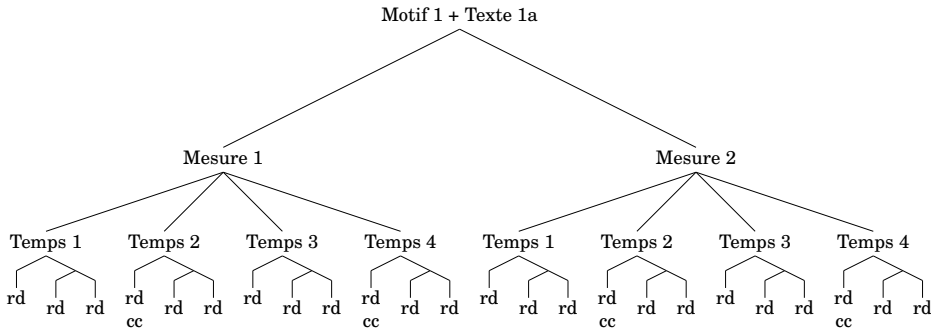 Motif 1 + Texte 1a
Mesure 1 Mesure 2
Temps 1 Temps 2 Temps 3 Temps 4 Temps 1 Temps 2 Temps 3 Temps 4
rd rd rd rd rd rd rd rd
rd rd rd rd rd rd rd rd rd rd rd rd rd rd rd rd
cc cc cc cc